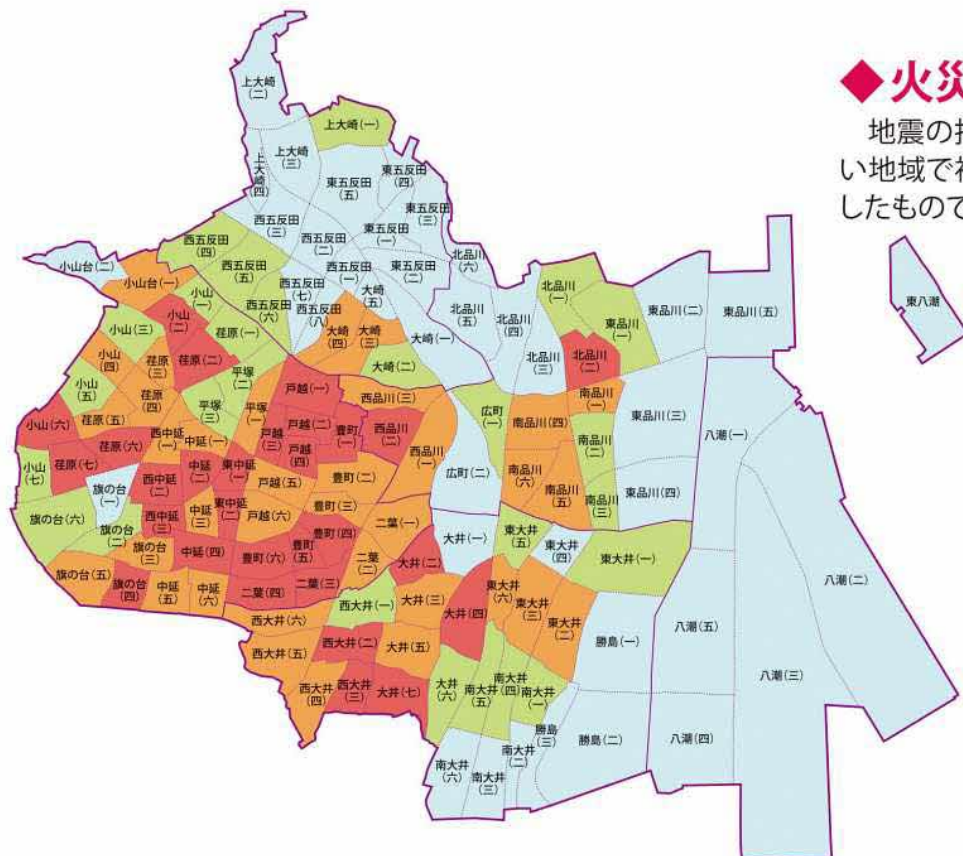 ◆火災
地震の揺
い地域で被
したもので
上大崎
(二)
上大崎(一)
上大崎
(三)
上大崎
(四)
東五反田
(四)
東五反田
(五)
東五反田
(三)
東五反田
(一)
東五反田
(二)
西五反田
(三)
西五反田
(二)
西五反田
(一)
西五反田
(四)
西五反田
(五)
西五反田
(六)
西五反田
(七)
西五反田
(八)
大崎
(五)
大崎
(四)
大崎
(三)
大崎(一)
大崎(二)
北品川
(六)
北品川
(五)
北品川
(四)
北品川
(三)
北品川
(一)
北品川
(二)
東品川
(一)
東品川(二)
東品川(五)
東品川(三)
東品川(四)
東八潮
小山台(二)
小山台(一)
小山
(一)
小山
(二)
小山(三)
小山
(四)
小山
(五)
小山(六)
小山
(七)
荏原(一)
荏原(二)
荏原
(三)
荏原
(四)
荏原(五)
荏原(六)
荏原(七)
平塚
(二)
平塚
(三)
平塚
(一)
戸越(一)
戸越(二)
戸越
(三)
戸越
(四)
戸越(五)
戸越(六)
豊町
(一)
豊町(二)
豊町(三)
豊町(四)
豊町
(五)
豊町(六)
西品川(三)
西品川
(二)
西品川
(一)
広町
(一)
広町(二)
南品川
(一)
南品川(四)
南品川
(二)
南品川
(六)
南品川
(五)
南品川
(三)
西中延
(一)
中延(一)
西中延
(二)
中延
(二)
東中延
(一)
西中延
(三)
中延
(三)
東中延
(二)
中延(四)
中延
(五)
中延
(六)
旗の台
(一)
旗の台(六)
旗の台
(二)
旗の台
(三)
旗の台(五)
旗の台
(四)
二葉(一)
二葉
(二)
二葉(三)
二葉(四)
大井(一)
大井(二)
大井(三)
大井(四)
大井(五)
大井
(六)
大井(七)
東大井
(五)
東大井
(四)
東大井(一)
東大井
(六)
東大井
(三)
東大井
(二)
西大井(一)
西大井(六)
西大井(二)
西大井(五)
西大井
(四)
西大井
(三)
南大井
(四)
南大井
(五)
南大井
(一)
南大井
(二)
南大井
(六)
南大井
(三)
勝島(一)
勝島(二)
勝島
(三)
八潮(一)
八潮(二)
八潮(三)
八潮(四)
八潮(五)